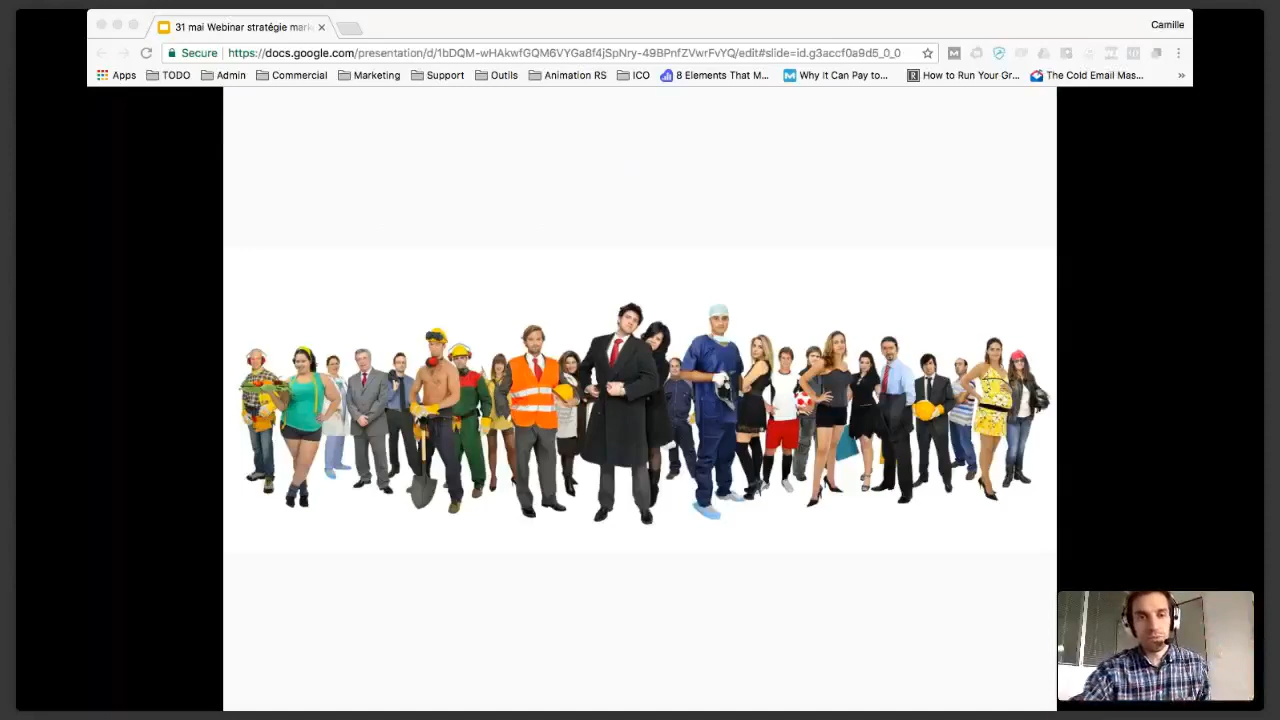 31 mai Webinar stratégie mark
Camille
Secure https://docs.google.com/presentation/d/1bDQM-wHAkwfGQM6VYGa8f4jSpNry-49BPnfZVwrFvYQ/edit#slide=id.g3accf0a9d5_0_0
Apps TODO Admin Commercial Marketing Support Outils Animation RS ICO 8 Elements That M... Why it Can Pay to... How to Run Your Gr... The Cold Email Mas... »